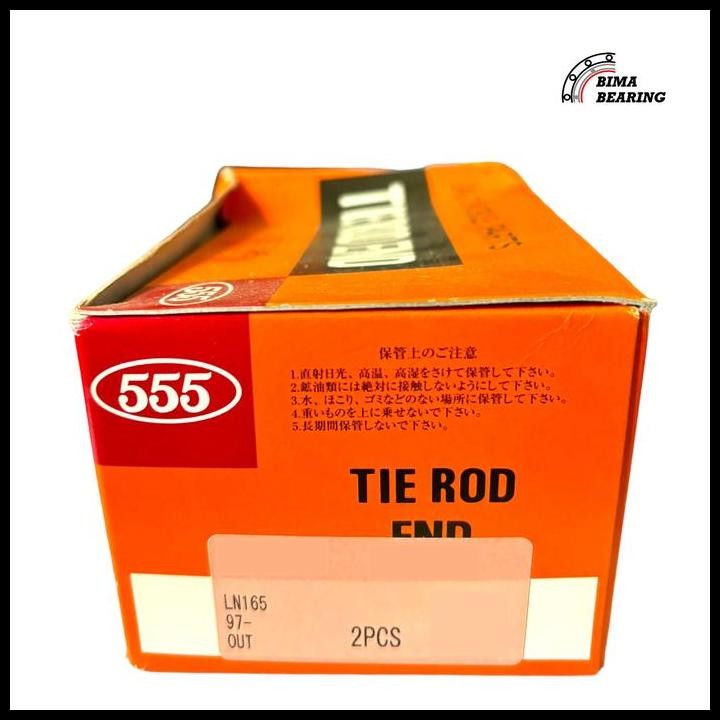 BIMA
BEARING
555
555
保管上のご注意
1.直射日光、高温、高湿をさけて保管して下さい。
2.鉱油類には絶対に接触しないようにして下さい。
3.水、ほこり、ゴミなどのない場所に保管して下さい。
4.重いものを上に乗せないで下さい。
5.長期間保管しないで下さい。
TIE ROD
END
LN165
97-
OUT
2PCS